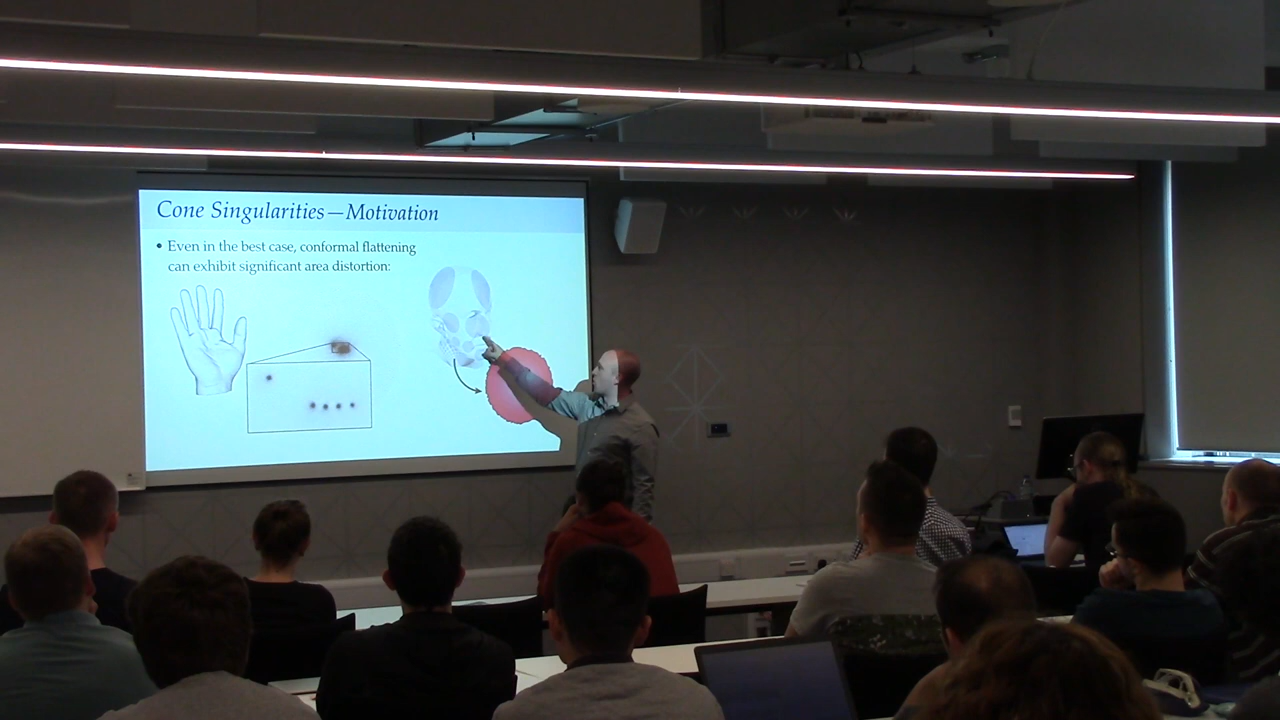 Cone Singularities—Motivation
• Even in the best case, conformal flattening
can exhibit significant area distortion: